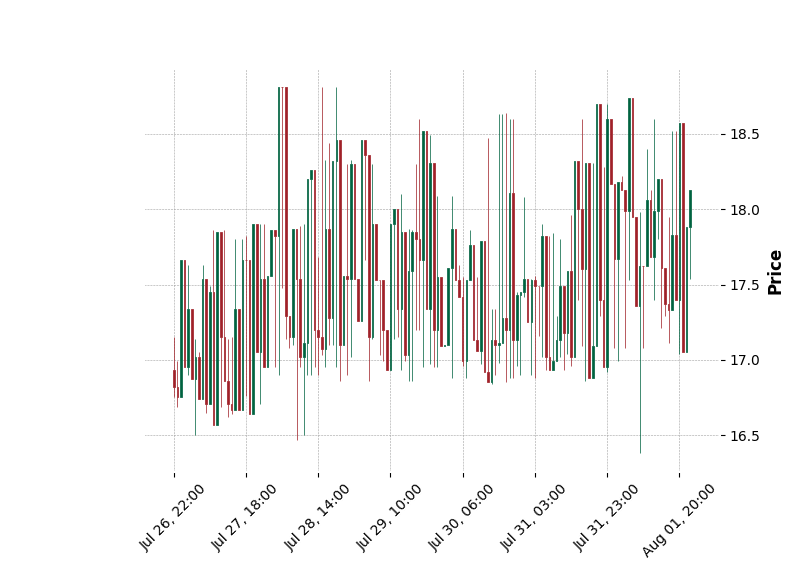 18.5
18.0
17.5
17.0
16.5
Price
Jul 26, 22:00
Jul 27, 18:00
Jul 28, 14:00
Jul 29, 10:00
Jul 30, 06:00
Jul 31, 03:00
Jul 31, 23:00
Aug 01, 20:00